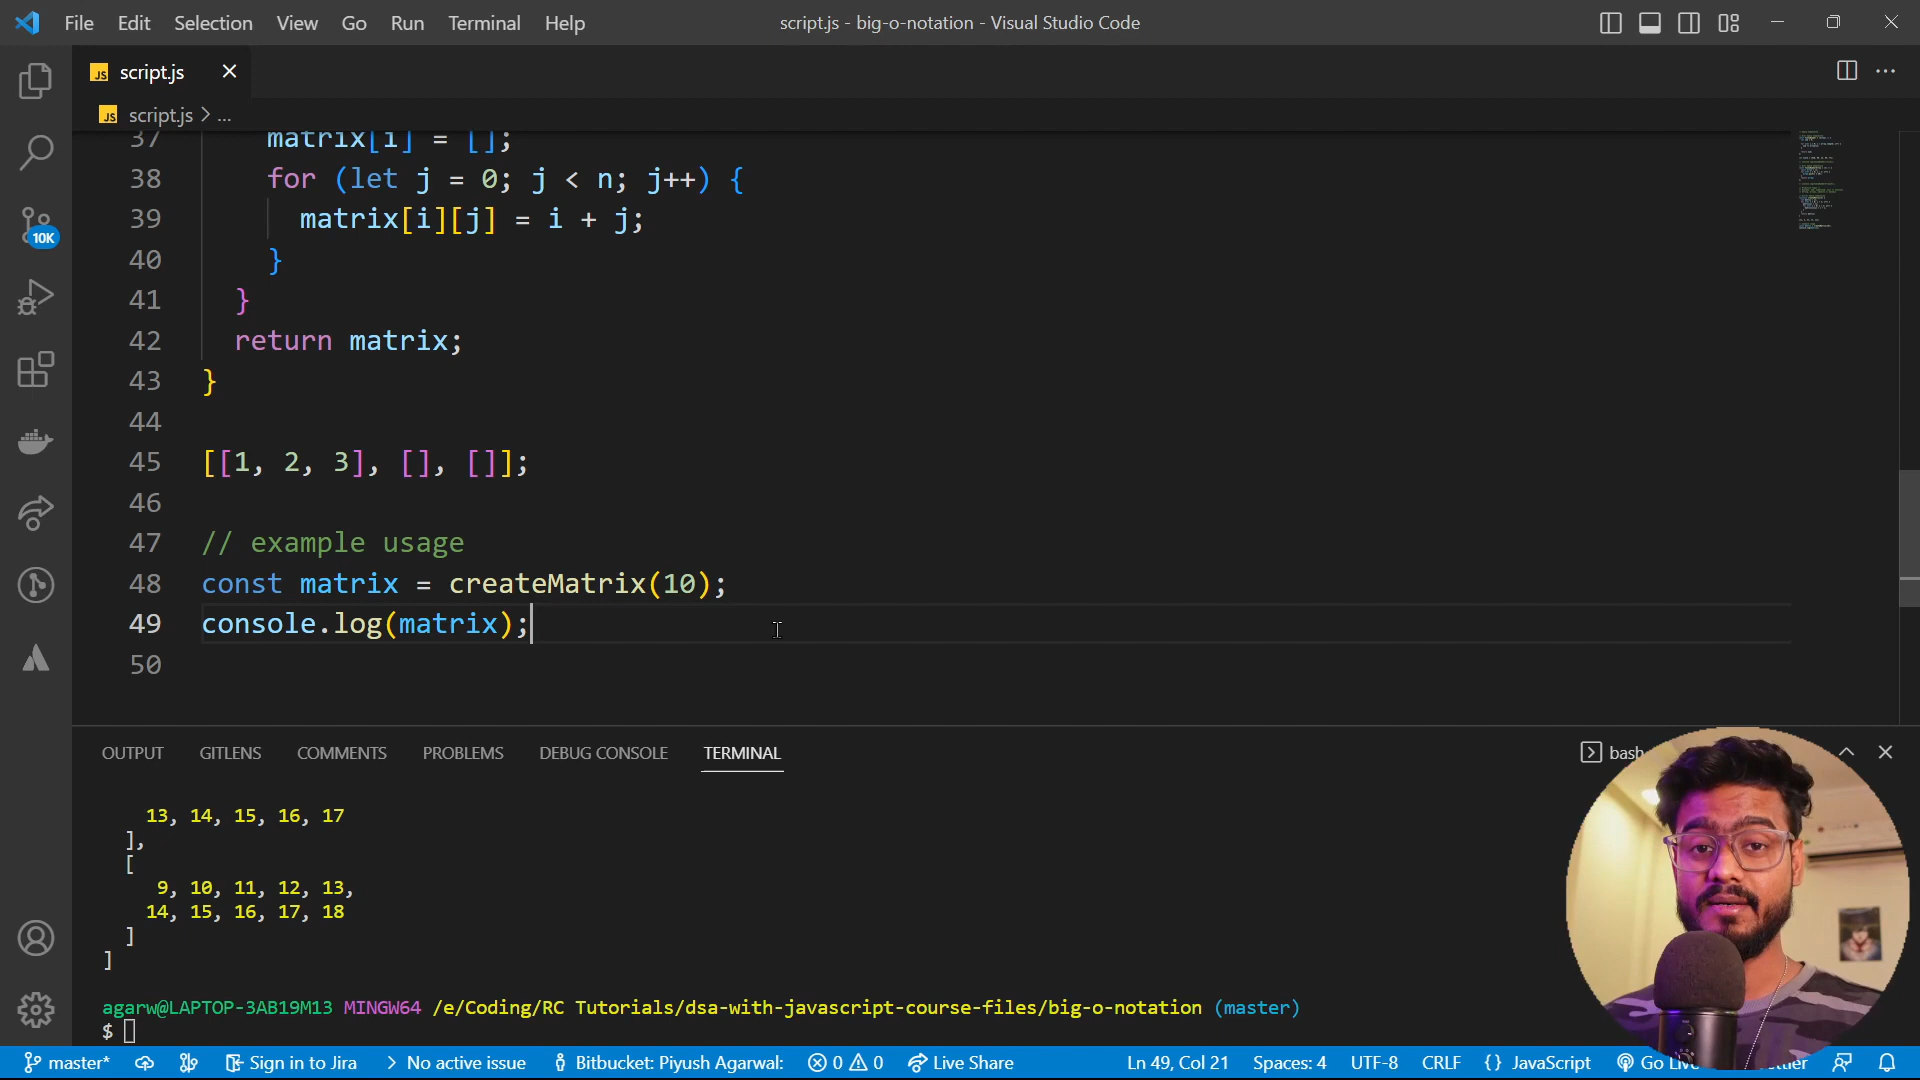 File Edit Selection View Go Run Terminal Help
script.js - big-o-notation - Visual Studio Code
JS script.js
JS script.js > ...
10K
37 matrix[i] = [];
38 for (let j = 0; j < n; j++) {
39 matrix[i][j] = i + j;
40 }
41 }
42 return matrix;
43 }
44
45 [[1, 2, 3], [], []];
46
47 // example usage
48 const matrix = createMatrix(10);
49 console.log(matrix);
50
OUTPUT GITLENS COMMENTS PROBLEMS DEBUG CONSOLE TERMINAL
bash
13, 14, 15, 16, 17
],
[
9, 10, 11, 12, 13,
14, 15, 16, 17, 18
]
]
agarw@LAPTOP-3AB19M13 MINGW64 /e/Coding/RC Tutorials/dsa-with-javascript-course-files/big-o-notation (master)
$
master* Sign in to Jira No active issue Bitbucket: Piyush Agarwal: 0 0 Live Share Ln 49, Col 21 Spaces: 4 UTF-8 CRLF {} JavaScript Go